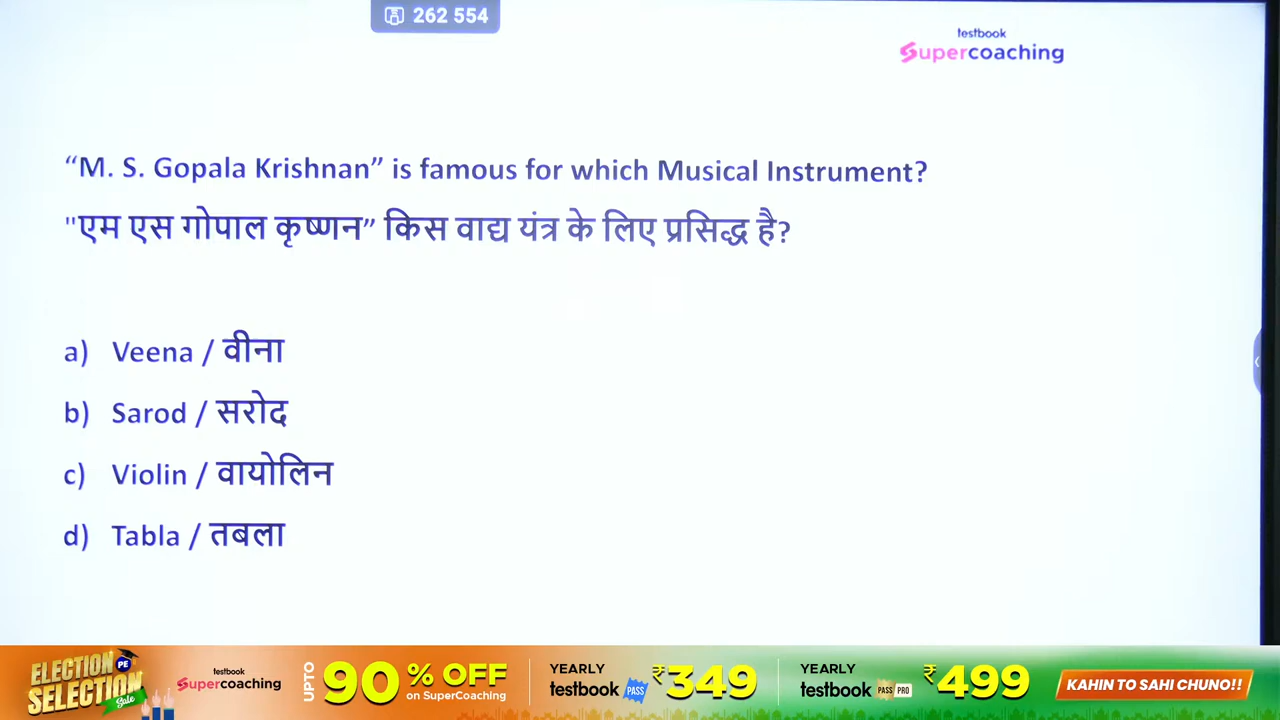 262 554
testbook
Supercoaching
“M. S. Gopala Krishnan” is famous for which Musical Instrument?
"एम एस गोपाल कृष्णन” किस वाद्य यंत्र के लिए प्रसिद्ध है?
a) Veena / वीना
b) Sarod / सरोद
c) Violin / वायोलिन
d) Tabla / तबला
ELECTION PE SELECTION Sale
testbook
Supercoaching
UPTO 90% OFF on SuperCoaching
YEARLY testbook PASS ₹349
YEARLY testbook PASS PRO ₹499
KAHIN TO SAHI CHUNO!!